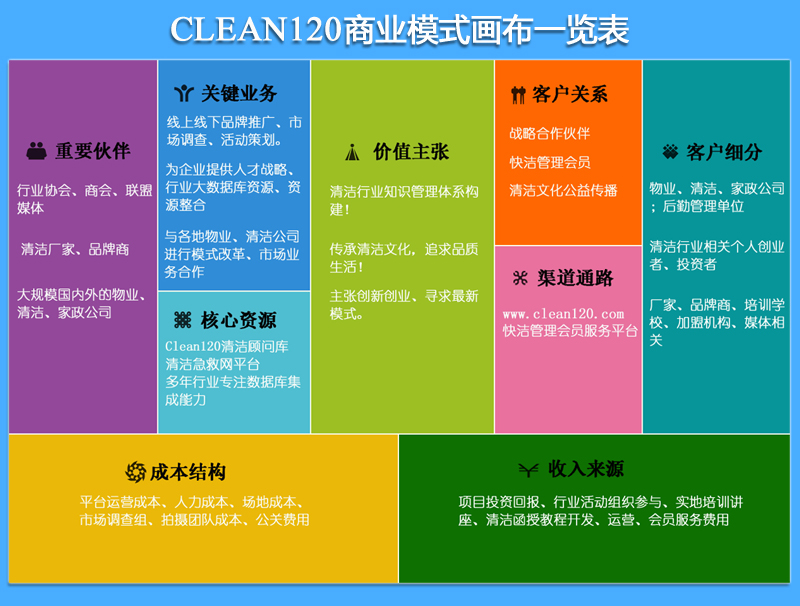 CLEAN120商业模式画布一览表
重要伙伴
行业协会、商会、联盟
媒体
清洁厂家、品牌商
大规模国内外的物业、
清洁、家政公司
关键业务
线上线下品牌推广、市
场调查、活动策划。
为企业提供人才战略、
行业大数据库资源、资
源整合
与各地物业、清洁公司
进行模式改革、市场业
务合作
核心资源
Clean120清洁顾问库
清洁急救网平台
多年行业专注数据库集
成能力
价值主张
清洁行业知识管理体系构
建！
传承清洁文化，追求品质
生活！
主张创新创业、寻求最新
模式。
客户关系
战略合作伙伴
快洁管理会员
清洁文化公益传播
渠道通路
www.clean120.com
快洁管理会员服务平台
客户细分
物业、清洁、家政公司
；后勤管理单位
清洁行业相关个人创业
者、投资者
厂家、品牌商、培训学
校、加盟机构、媒体相
关
成本结构
平台运营成本、人力成本、场地成本、
市场调查组、拍摄团队成本、公关费用
收入来源
项目投资回报、行业活动组织参与、实地培训讲
座、清洁函授教程开发、运营、会员服务费用